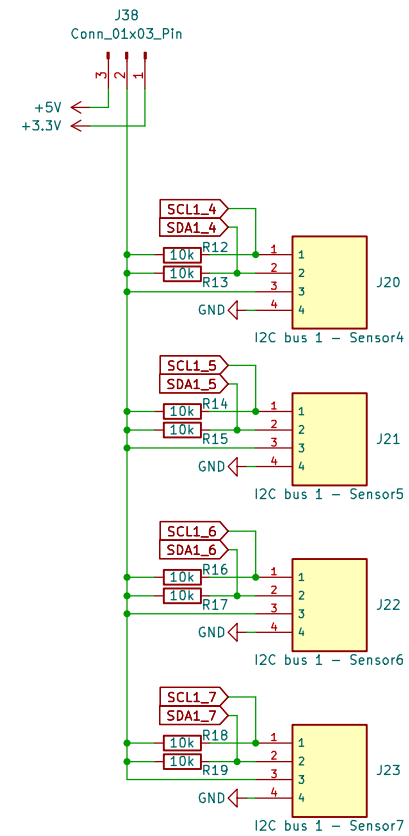 J38
Conn_01x03_Pin
3 2 1
+5V
+3.3V
SCL1_4
SDA1_4
10k R12 1 1
10k 2 2
R13 3 3 J20
GND 4 4
I2C bus 1 - Sensor4
SCL1_5
SDA1_5
10k R14 1 1
10k 2 2
R15 3 3 J21
GND 4 4
I2C bus 1 - Sensor5
SCL1_6
SDA1_6
10k R16 1 1
10k 2 2
R17 3 3 J22
GND 4 4
I2C bus 1 - Sensor6
SCL1_7
SDA1_7
10k R18 1 1
10k 2 2
R19 3 3 J23
GND 4 4
I2C bus 1 - Sensor7